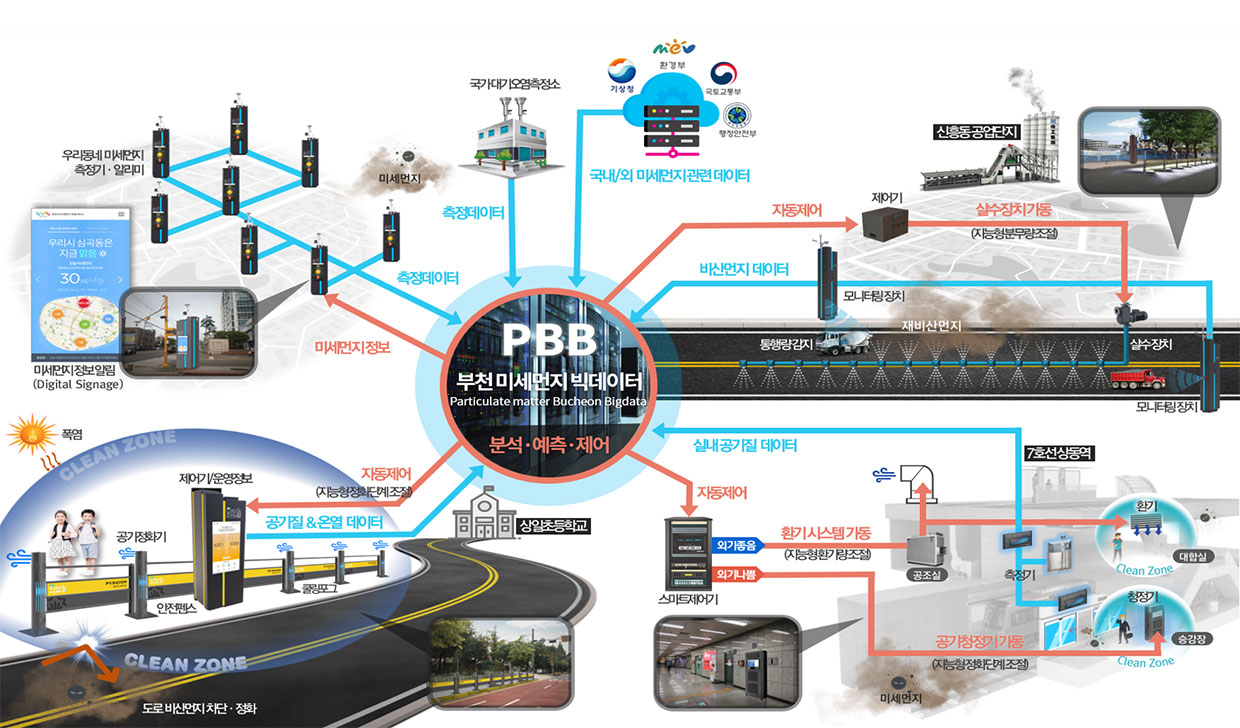 mev
환경부
기상청
국토교통부
행정안전부
국가 대기오염측정소
국내/외 미세먼지 관련 데이터
측정데이터
우리동네 미세먼지
측정기 · 알리미
미세먼지
측정데이터
우리시 심곡동은
지금 맑음
30
미세먼지 정보 알림
(Digital Signage)
미세먼지 정보
신흥동 공업단지
자동제어
제어기
살수장치 가동
(지능형 분무량 조절)
비산먼지 데이터
모니터링 장치
재비산먼지
통행량 감지
살수장치
모니터링 장치
PBB
부천 미세먼지 빅데이터
Particulate matter Bucheon Bigdata
분석 · 예측 · 제어
폭염
CLEAN ZONE
제어기/운영정보
자동제어
(지능형 정화단계 조절)
공기질 & 온열 데이터
공기정화기
안전펜스
쿨링포그
상일초등학교
CLEAN ZONE
도로 비산먼지 차단 · 정화
실내 공기질 데이터
7호선 상동역
자동제어
외기좋음
외기나쁨
스마트제어기
환기 시스템 가동
(지능형 환기량 조절)
공조실
측정기
환기
대합실
Clean Zone
청정기
승강장
Clean Zone
공기청정기 가동
(지능형 정화단계 조절)
미세먼지